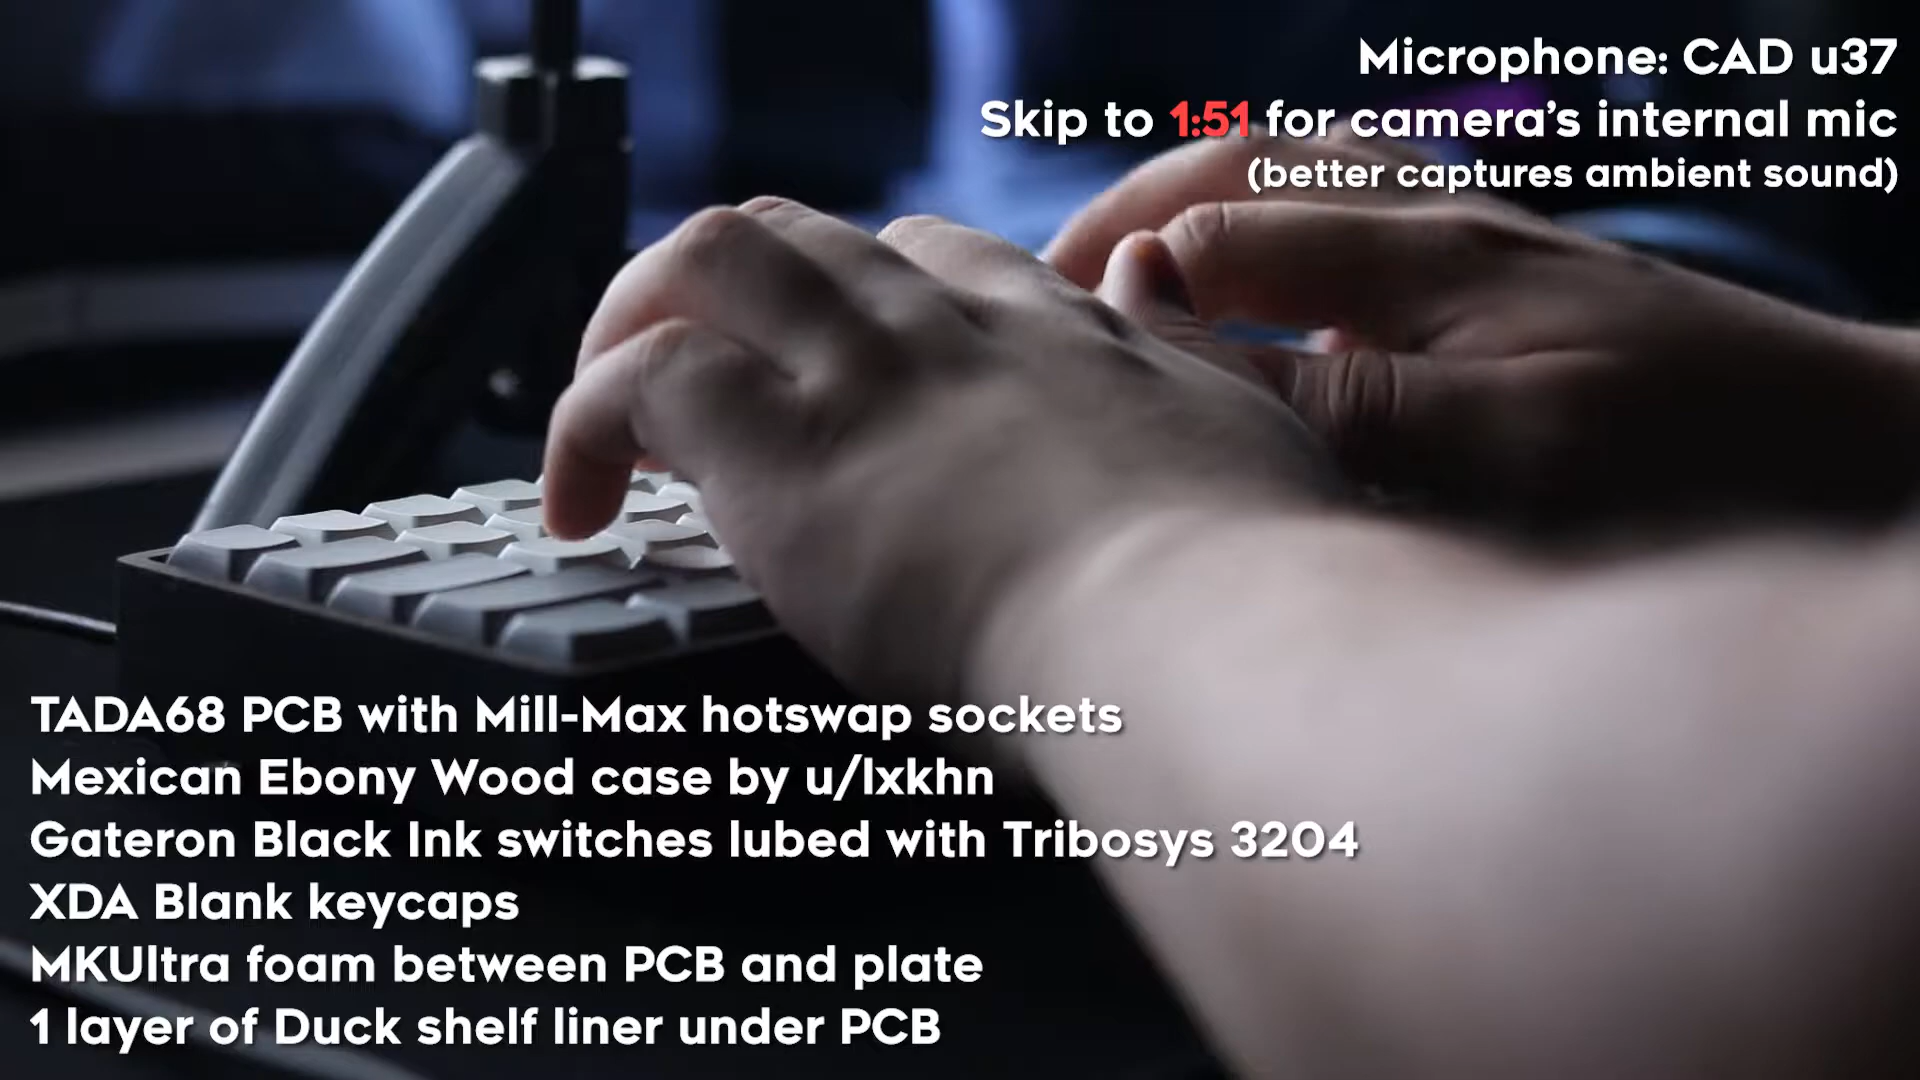 Microphone: CAD u37
Skip to 1:51 for camera's internal mic
(better captures ambient sound)
TADA68 PCB with Mill-Max hotswap sockets
Mexican Ebony Wood case by u/lxkhn
Gateron Black Ink switches lubed with Tribosys 3204
XDA Blank keycaps
MKUltra foam between PCB and plate
1 layer of Duck shelf liner under PCB